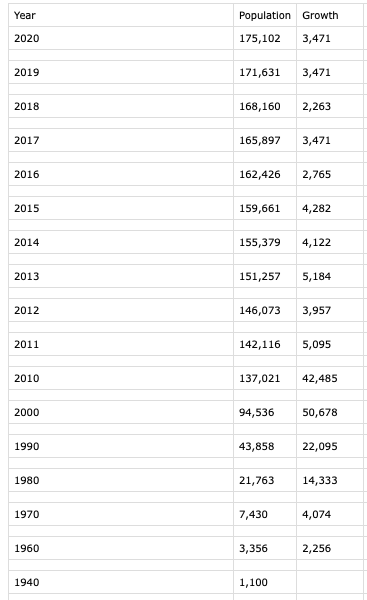 Year Population Growth
2020 175,102 3,471
2019 171,631 3,471
2018 168,160 2,263
2017 165,897 3,471
2016 162,426 2,765
2015 159,661 4,282
2014 155,379 4,122
2013 151,257 5,184
2012 146,073 3,957
2011 142,116 5,095
2010 137,021 42,485
2000 94,536 50,678
1990 43,858 22,095
1980 21,763 14,333
1970 7,430 4,074
1960 3,356 2,256
1940 1,100